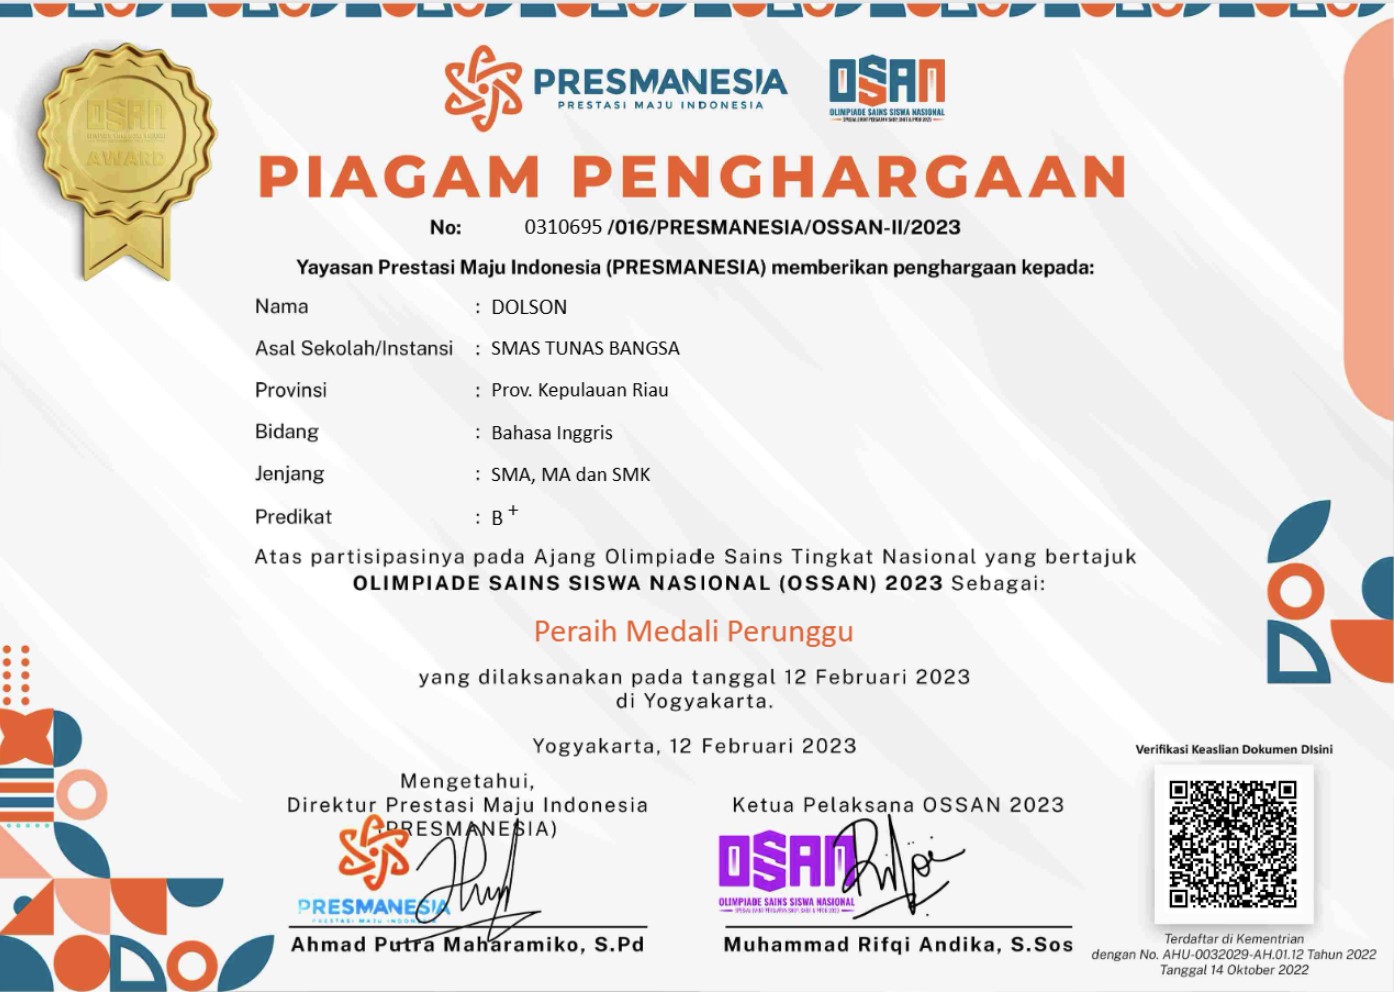 PRESMANESIA
PRESTASI MAJU INDONESIA
OSAN
OLIMPIADE SAINS SISWA NASIONAL
OSAN
AWARD
PIAGAM PENGHARGAAN
No: 0310695 /016/PRESMANESIA/OSSAN-II/2023
Yayasan Prestasi Maju Indonesia (PRESMANESIA) memberikan penghargaan kepada:
Nama : DOLSON
Asal Sekolah/Instansi : SMAS TUNAS BANGSA
Provinsi : Prov. Kepulauan Riau
Bidang : Bahasa Inggris
Jenjang : SMA, MA dan SMK
Predikat : B +
Atas partisipasinya pada Ajang Olimpiade Sains Tingkat Nasional yang bertajuk
OLIMPIADE SAINS SISWA NASIONAL (OSSAN) 2023 Sebagai:
Peraih Medali Perunggu
yang dilaksanakan pada tanggal 12 Februari 2023
di Yogyakarta.
Yogyakarta, 12 Februari 2023
Mengetahui,
Direktur Prestasi Maju Indonesia
(PRESMANESIA)
PRESMANESIA
PRESTASI MAJU INDONESIA
Ahmad Putra Maharamiko, S.Pd
Ketua Pelaksana OSSAN 2023
OSAN
OLIMPIADE SAINS SISWA NASIONAL
Muhammad Rifqi Andika, S.Sos
Verifikasi Keaslian Dokumen DIsini
Terdaftar di Kementrian
dengan No. AHU-0032029-AH.01.12 Tahun 2022
Tanggal 14 Oktober 2022